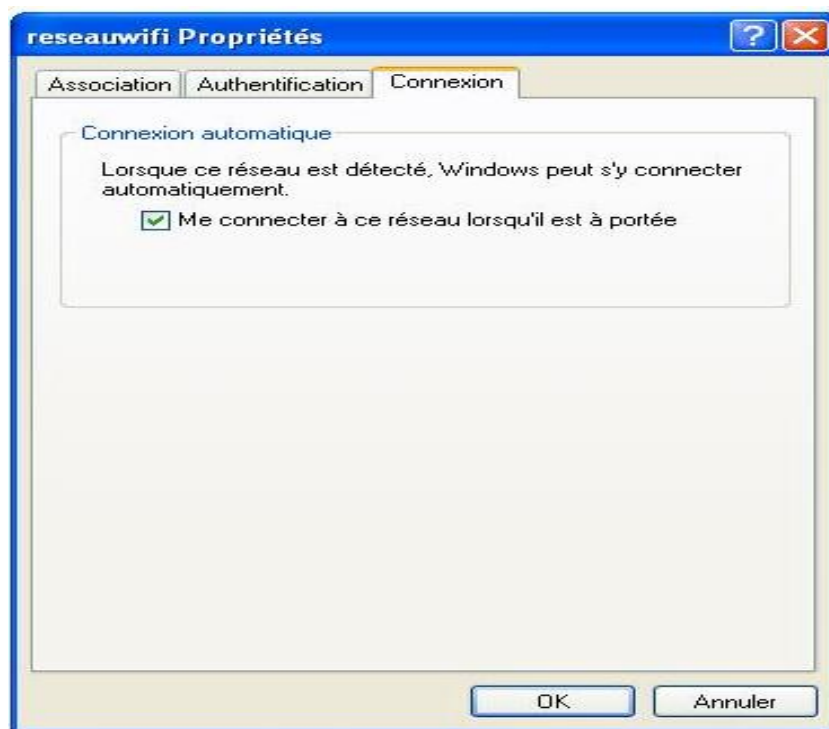 reseauwifi Propriétés
Association Authentification Connexion
Connexion automatique
Lorsque ce réseau est détecté, Windows peut s'y connecter
automatiquement.
Me connecter à ce réseau lorsqu'il est à portée
OK Annuler